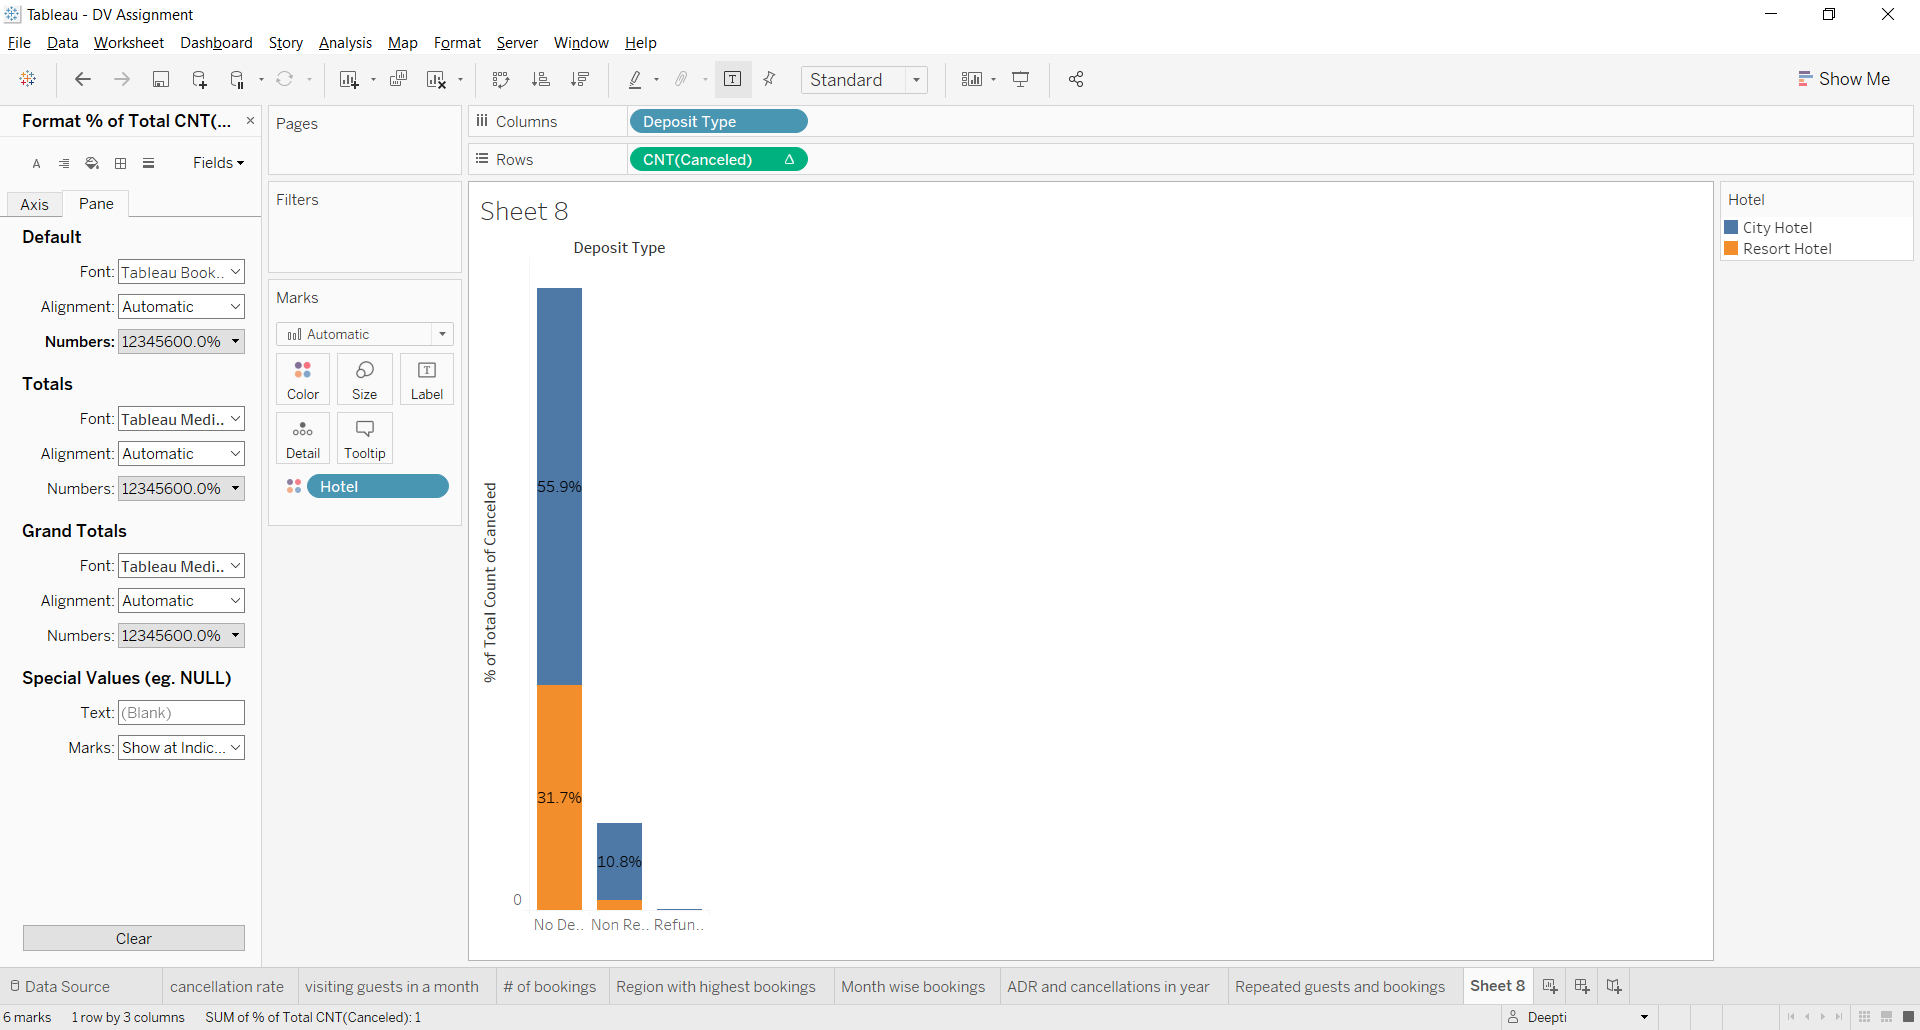 Tableau - DV Assignment
File Data Worksheet Dashboard Story Analysis Map Format Server Window Help
Standard
Show Me
Format % of Total CNT(...
Fields
Axis Pane
Default
Font: Tableau Book..
Alignment: Automatic
Numbers: 12345600.0%
Totals
Font: Tableau Medi..
Alignment: Automatic
Numbers: 12345600.0%
Grand Totals
Font: Tableau Medi..
Alignment: Automatic
Numbers: 12345600.0%
Special Values (eg. NULL)
Text: (Blank)
Marks: Show at Indic...
Clear
Pages
Filters
Marks
Automatic
Color Size Label
Detail Tooltip
Hotel
Columns Deposit Type
Rows CNT(Canceled) Δ
Sheet 8
Deposit Type
% of Total Count of Canceled
55.9%
31.7%
10.8%
0
No De.. Non Re.. Refun..
Hotel
City Hotel
Resort Hotel
Data Source cancellation rate visiting guests in a month # of bookings Region with highest bookings Month wise bookings ADR and cancellations in year Repeated guests and bookings Sheet 8
6 marks 1 row by 3 columns SUM of % of Total CNT(Canceled): 1 Deepti